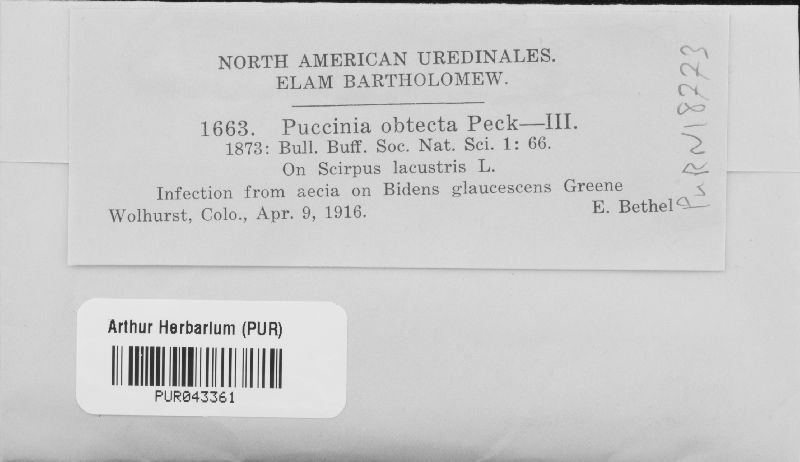 NORTH AMERICAN UREDINALES.
ELAM BARTHOLOMEW.
1663. Puccinia obtecta Peck—III.
1873: Bull. Buff. Soc. Nat. Sci. 1: 66.
On Scirpus lacustris L.
Infection from aecia on Bidens glaucescens Greene
Wolhurst, Colo., Apr. 9, 1916. E. Bethel
PUR N18773
Arthur Herbarium (PUR)
PUR043361